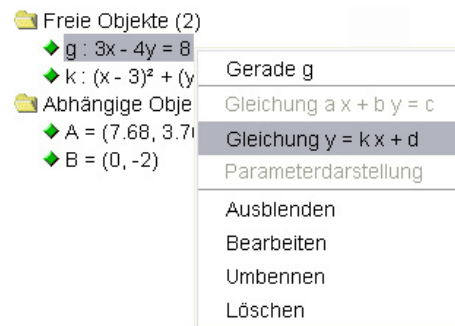 Freie Objekte (2)
g : 3x - 4y = 8
k : (x - 3)² + (y
Abhängige Obje
A = (7.68, 3.7
B = (0, -2)
Gerade g
Gleichung a x + b y = c
Gleichung y = k x + d
Parameterdarstellung
Ausblenden
Bearbeiten
Umbennen
Löschen